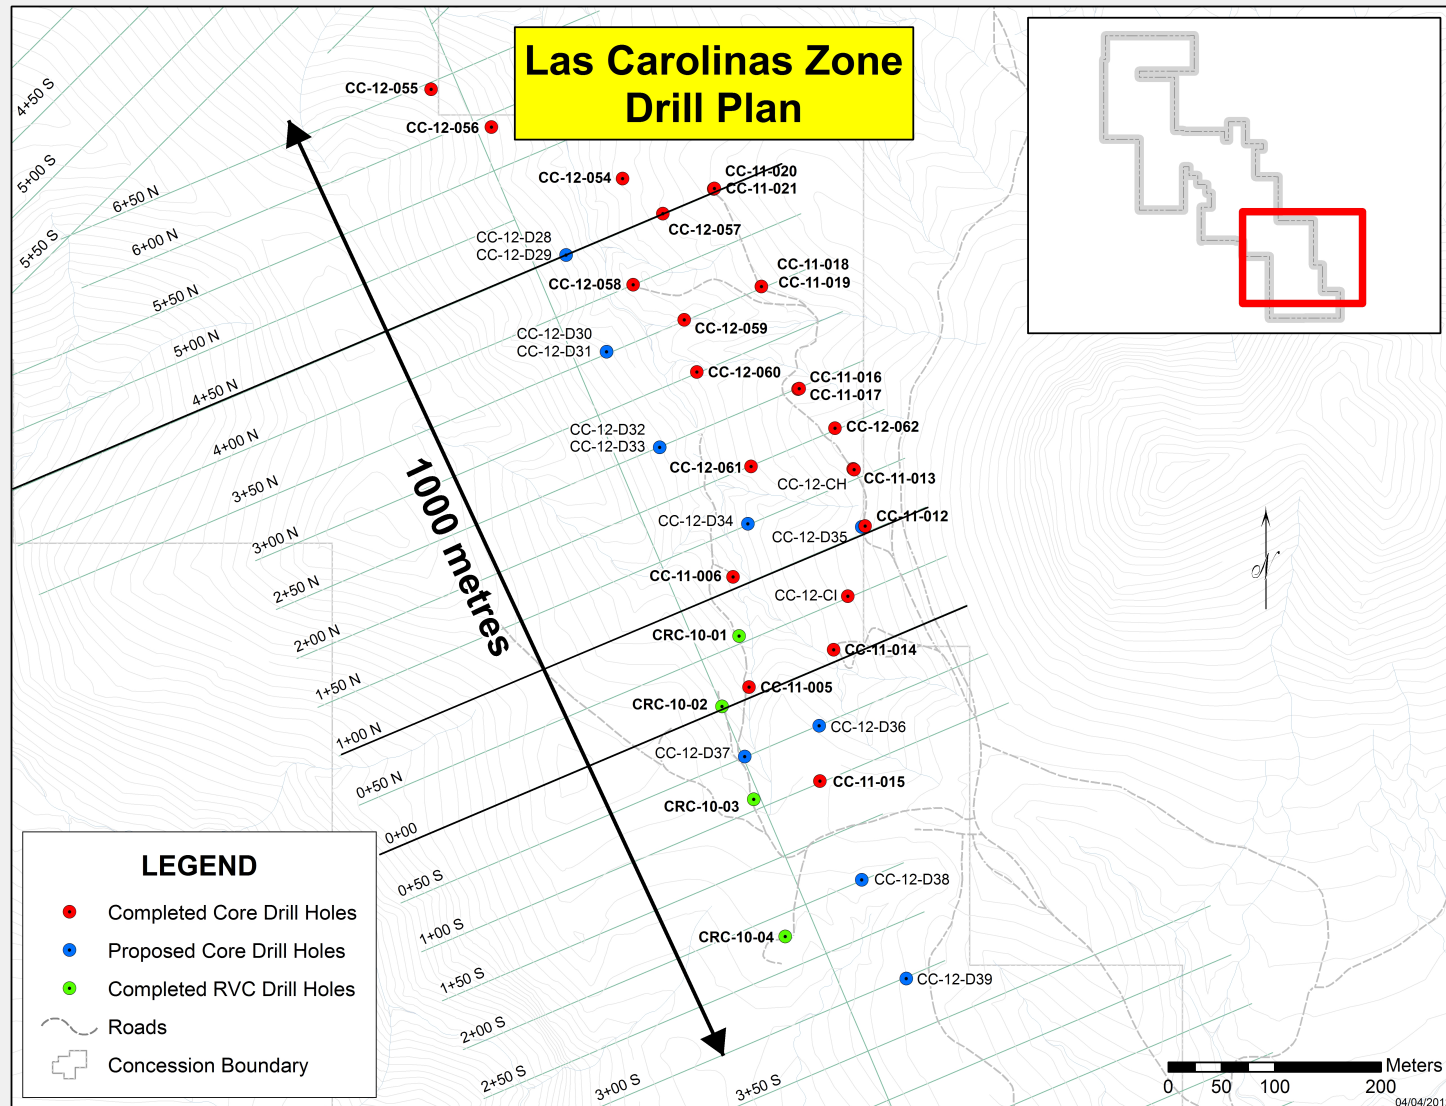 Las Carolinas Zone
Drill Plan
4+50 S
5+00 S
5+50 S
6+50 N
6+00 N
5+50 N
5+00 N
4+50 N
4+00 N
3+50 N
3+00 N
2+50 N
2+00 N
1+50 N
1+00 N
0+50 N
0+00
0+50 S
1+00 S
1+50 S
2+00 S
2+50 S
3+00 S
3+50 S
1000 metres
CC-12-055
CC-12-056
CC-12-054
CC-11-020
CC-11-021
CC-12-057
CC-12-D28
CC-12-D29
CC-12-058
CC-11-018
CC-11-019
CC-12-059
CC-12-D30
CC-12-D31
CC-12-060
CC-11-016
CC-11-017
CC-12-D32
CC-12-D33
CC-12-062
CC-12-061
CC-12-CH
CC-11-013
CC-12-D34
CC-11-012
CC-12-D35
CC-11-006
CC-12-CI
CRC-10-01
CC-11-014
CC-11-005
CRC-10-02
CC-12-D36
CC-12-D37
CC-11-015
CRC-10-03
CC-12-D38
CRC-10-04
CC-12-D39
N
LEGEND
Completed Core Drill Holes
Proposed Core Drill Holes
Completed RVC Drill Holes
Roads
Concession Boundary
Meters
0 50 100 200